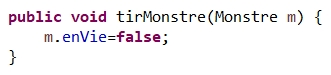 public void tirMonstre(Monstre m) {
    m.enVie=false;
}